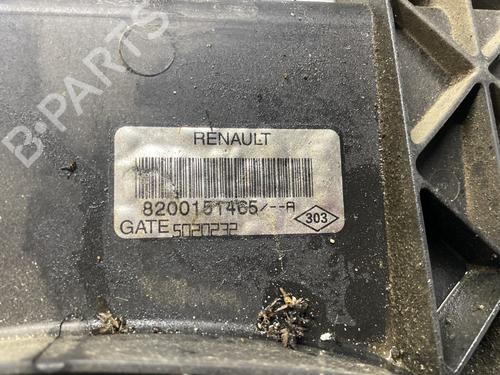 B-PARTS
RENAULT
8200151465/--A
303
GATE 5020232